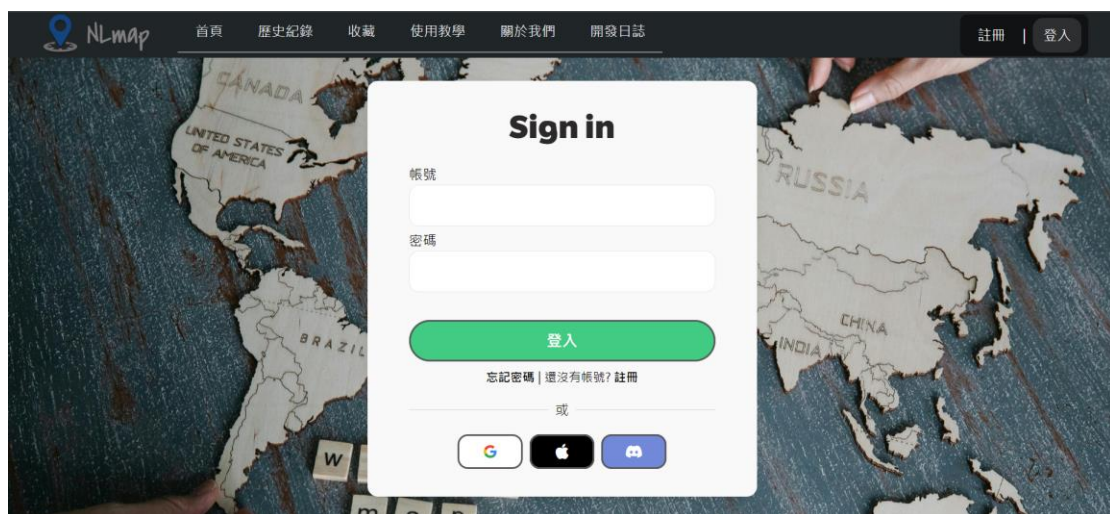 NLmap
首頁 歷史紀錄 收藏 使用教學 關於我們 開發日誌
註冊 | 登入
CANADA
UNITED STATES
OF AMERICA
BRAZIL
RUSSIA
CHINA
INDIA
Sign in
帳號
密碼
登入
忘記密碼 | 還沒有帳號? 註冊
或
G
W
m a p